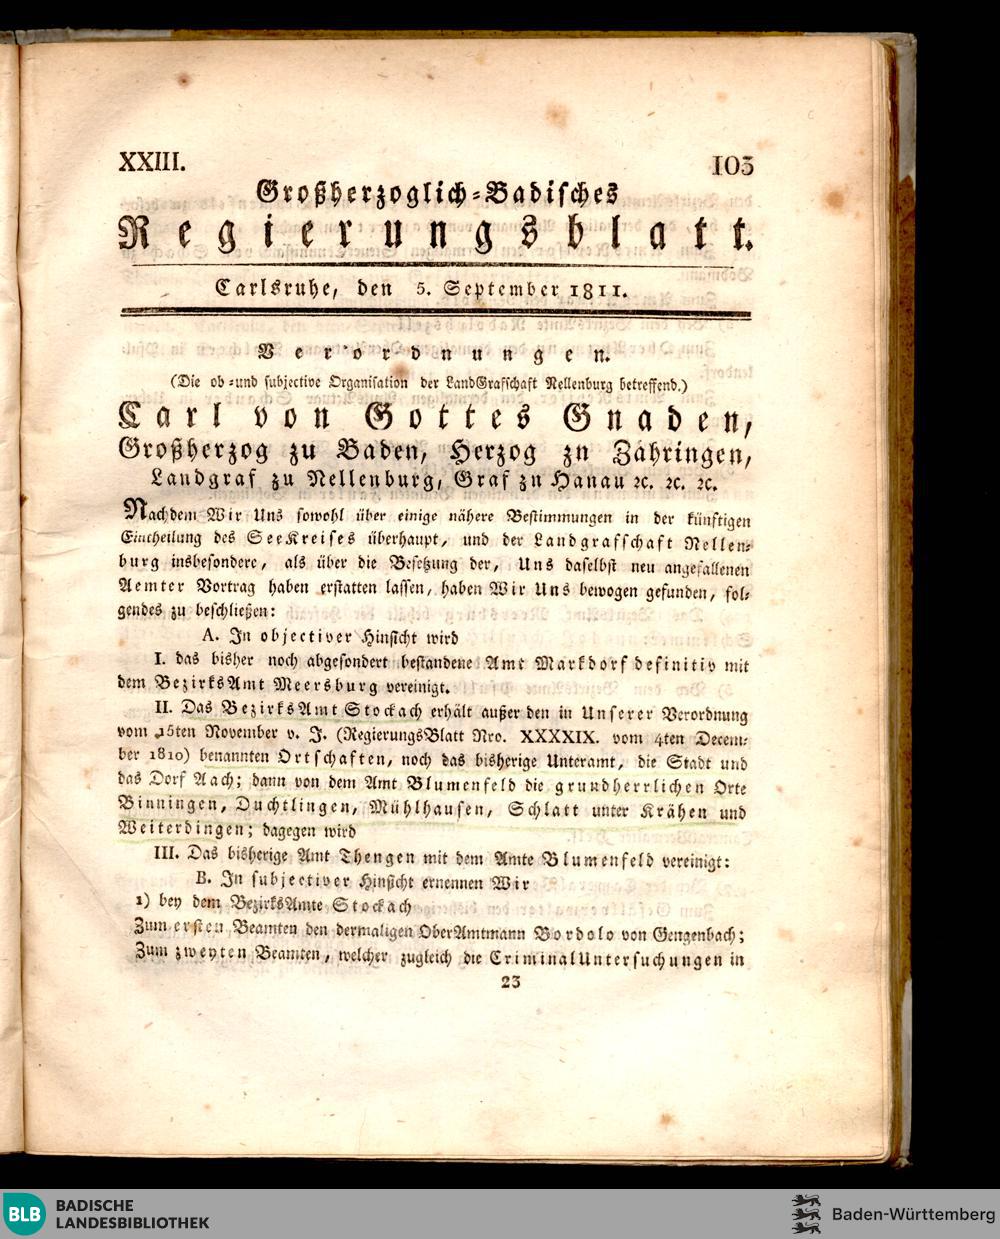 XXIII. 103
Großherzoglich-Badisches
Regierungsblatt.
Carlsruhe, den 5. September 1811.
Verordnungen.
(Die ob- und subjective Organisation der LandGrafschaft Nellenburg betreffend.)
Carl von Gottes Gnaden,
Großherzog zu Baden, Herzog zu Zähringen,
Landgraf zu Nellenburg, Graf zu Hanau ꝛc. ꝛc. ꝛc.
Nachdem Wir Uns sowohl über einige nähere Bestimmungen in der künftigen
Eintheilung des SeeKreises überhaupt, und der Landgrafschaft Nellen-
burg insbesondere, als über die Besetzung der, Uns daselbst neu angefallenen
Aemter Vortrag haben erstatten lassen, haben Wir Uns bewogen gefunden, fol-
gendes zu beschließen:
A. In objectiver Hinsicht wird
I. das bisher noch abgesondert bestandene Amt Markdorf definitiv mit
dem BezirksAmt Meersburg vereinigt.
II. Das BezirksAmt Stockach erhält außer den in Unserer Verordnung
vom 15ten November v. J. (RegierungsBlatt Nro. XXXXIX. vom 4ten Decem-
ber 1810) benannten Ortschaften, noch das bisherige Unteramt, die Stadt und
das Dorf Aach; dann von dem Amt Blumenfeld die grundherrlichen Orte
Binningen, Duchtlingen, Mühlhausen, Schlatt unter Krähen und
Weiterdingen; dagegen wird
III. Das bisherige Amt Thengen mit dem Amte Blumenfeld vereinigt:
B. In subjectiver Hinsicht ernennen Wir
1) bey dem BezirksAmte Stockach
Zum ersten Beamten den dermaligen OberAmtmann Bordolo von Gengenbach;
Zum zweyten Beamten, welcher zugleich die CriminalUntersuchungen in
23
BLB BADISCHE
LANDESBIBLIOTHEK
Baden-Württemberg